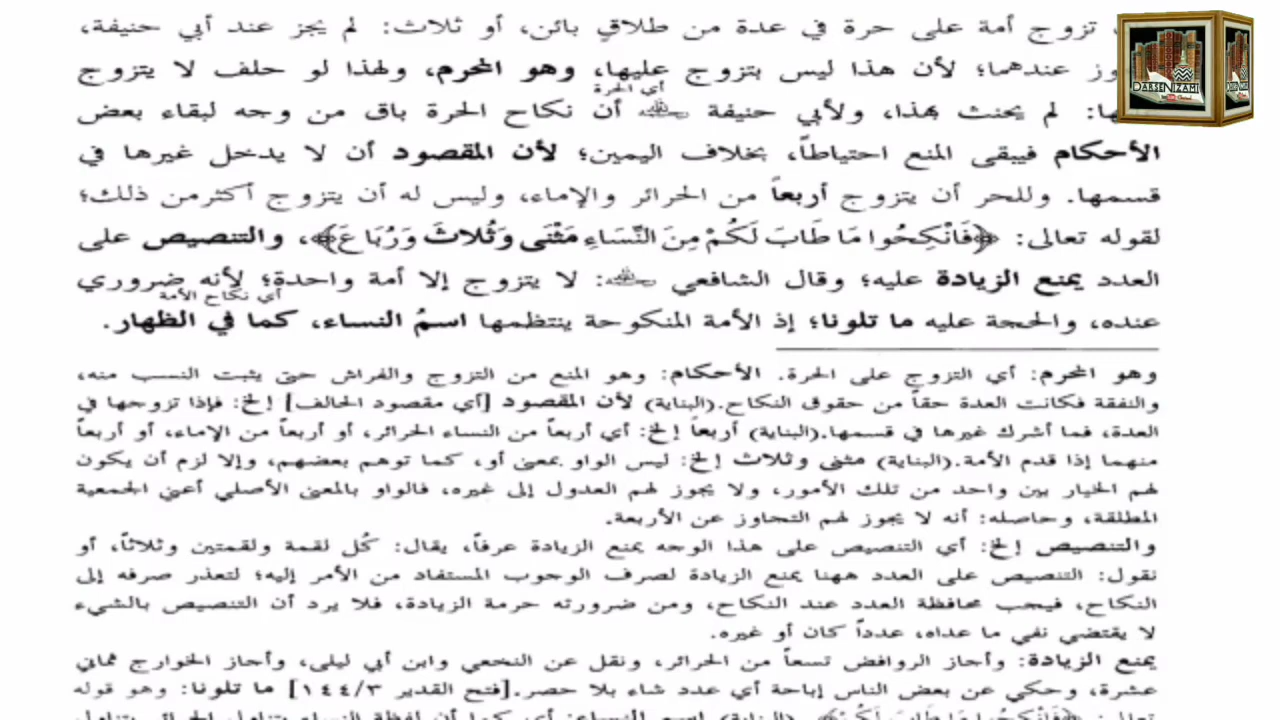 تزوج أمة على حرة في عدة من طلاقٍ بائن، أو ثلاث: لم يجز عند أبي حنيفة،
عندهما؛ لأن هذا ليس بتزوج عليها، وهو المحرم، ولهذا لو حلف لا يتزوج
أي الحرة
لم يحنث بهذا، ولأبي حنيفة رحمه الله أن نكاح الحرة باق من وجه لبقاء بعض
الأحكام فيبقى المنع احتياطاً، بخلاف اليمين؛ لأن المقصود أن لا يدخل غيرها في
قسمها. وللحر أن يتزوج أربعاً من الحرائر والإماء، وليس له أن يتزوج أكثرمن ذلك؛
لقوله تعالى: ﴿فَانْكِحُوا مَا طَابَ لَكُمْ مِنَ النِّسَاءِ مَثْنَى وَثُلاثَ وَرُبَاعَ﴾، والتنصيص على
العدد يمنع الزيادة عليه؛ وقال الشافعي رحمه الله: لا يتزوج إلا أمة واحدة؛ لأنه ضروري
أي نكاح الأمة
عنده، والحجة عليه ما تلونا؛ إذ الأمة المنكوحة ينتظمها اسمُ النساء، كما في الظهار.
وهو المحرم: أي التزوج على الحرة. الأحكام: وهو المنع من التزوج والفراش حتى يثبت النسب منه،
والنفقة فكانت العدة حقاً من حقوق النكاح.(البناية) لأن المقصود [أي مقصود الحالف] إلخ: فإذا تزوجها في
العدة، فما أشرك غيرها في قسمها.(البناية) أربعاً إلخ: أي أربعاً من النساء الحرائر، أو أربعاً من الإماء، أو أربعاً
منهما إذا قدم الأمة.(البناية) مثنى وثلاث إلخ: ليس الواو بمعنى أو، كما توهم بعضهم، وإلا لزم أن يكون
لهم الخيار بين واحد من تلك الأمور، ولا يجوز لهم العدول إلى غيره، فالواو بالمعنى الأصلي أعني الجمعية
المطلقة، وحاصله: أنه لا يجوز لهم التجاوز عن الأربعة.
والتنصيص إلخ: أي التنصيص على هذا الوجه يمنع الزيادة عرفاً، يقال: كُل لقمة ولقمتين وثلاثاً، أو
نقول: التنصيص على العدد ههنا يمنع الزيادة لصرف الوجوب المستفاد من الأمر إليه؛ لتعذر صرفه إلى
النكاح، فيجب محافظة العدد عند النكاح، ومن ضرورته حرمة الزيادة، فلا يرد أن التنصيص بالشيء
لا يقتضي نفي ما عداه، عدداً كان أو غيره.
يمنع الزيادة: وأجاز الروافض تسعاً من الحرائر، ونقل عن النخعي وابن أبي ليلى، وأجاز الخوارج ثماني
عشرة، وحكي عن بعض الناس إباحة أي عدد شاء بلا حصر.[فتح القدير ١٤٤/٣] ما تلونا: وهو قوله
DARSE NIZAMI